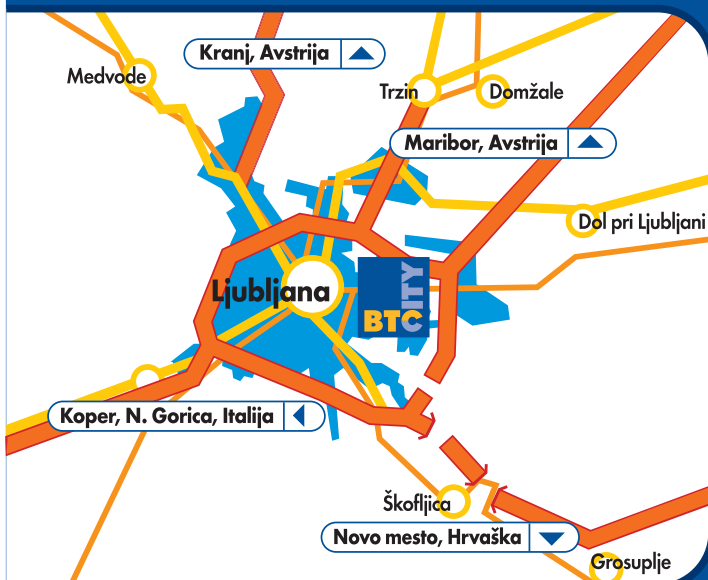 Kranj, Avstrija
Medvode
Trzin
Domžale
Maribor, Avstrija
Dol pri Ljubljani
Ljubljana
BTC CITY
Koper, N. Gorica, Italija
Škofljica
Novo mesto, Hrvaška
Grosuplje